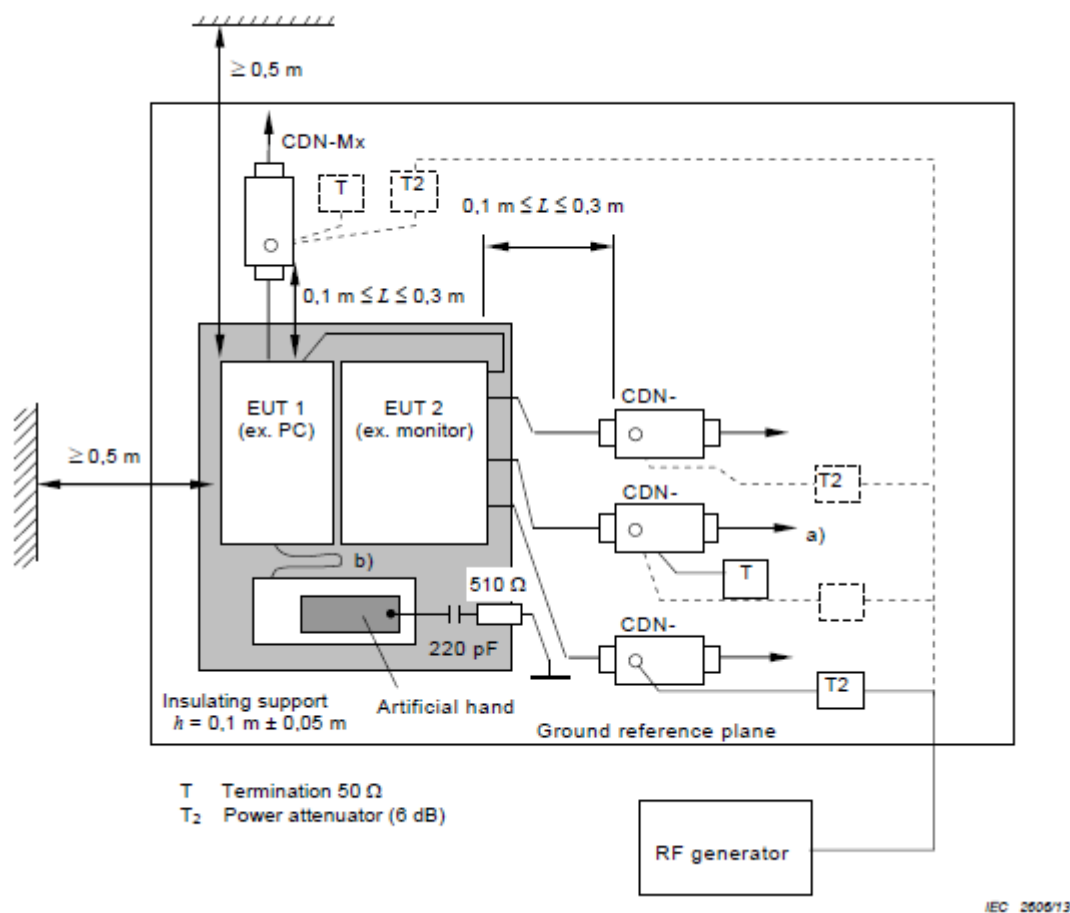 ≥ 0,5 m
CDN-Mx
T
T2
0,1 m ≤ L ≤ 0,3 m
0,1 m ≤ L ≤ 0,3 m
EUT 1
(ex. PC)
EUT 2
(ex. monitor)
CDN-
≥ 0,5 m
T2
CDN-
a)
b)
T
510 Ω
CDN-
220 pF
T2
Insulating support
h = 0,1 m ± 0,05 m
Artificial hand
Ground reference plane
T Termination 50 Ω
T2 Power attenuator (6 dB)
RF generator
IEC 2606/13